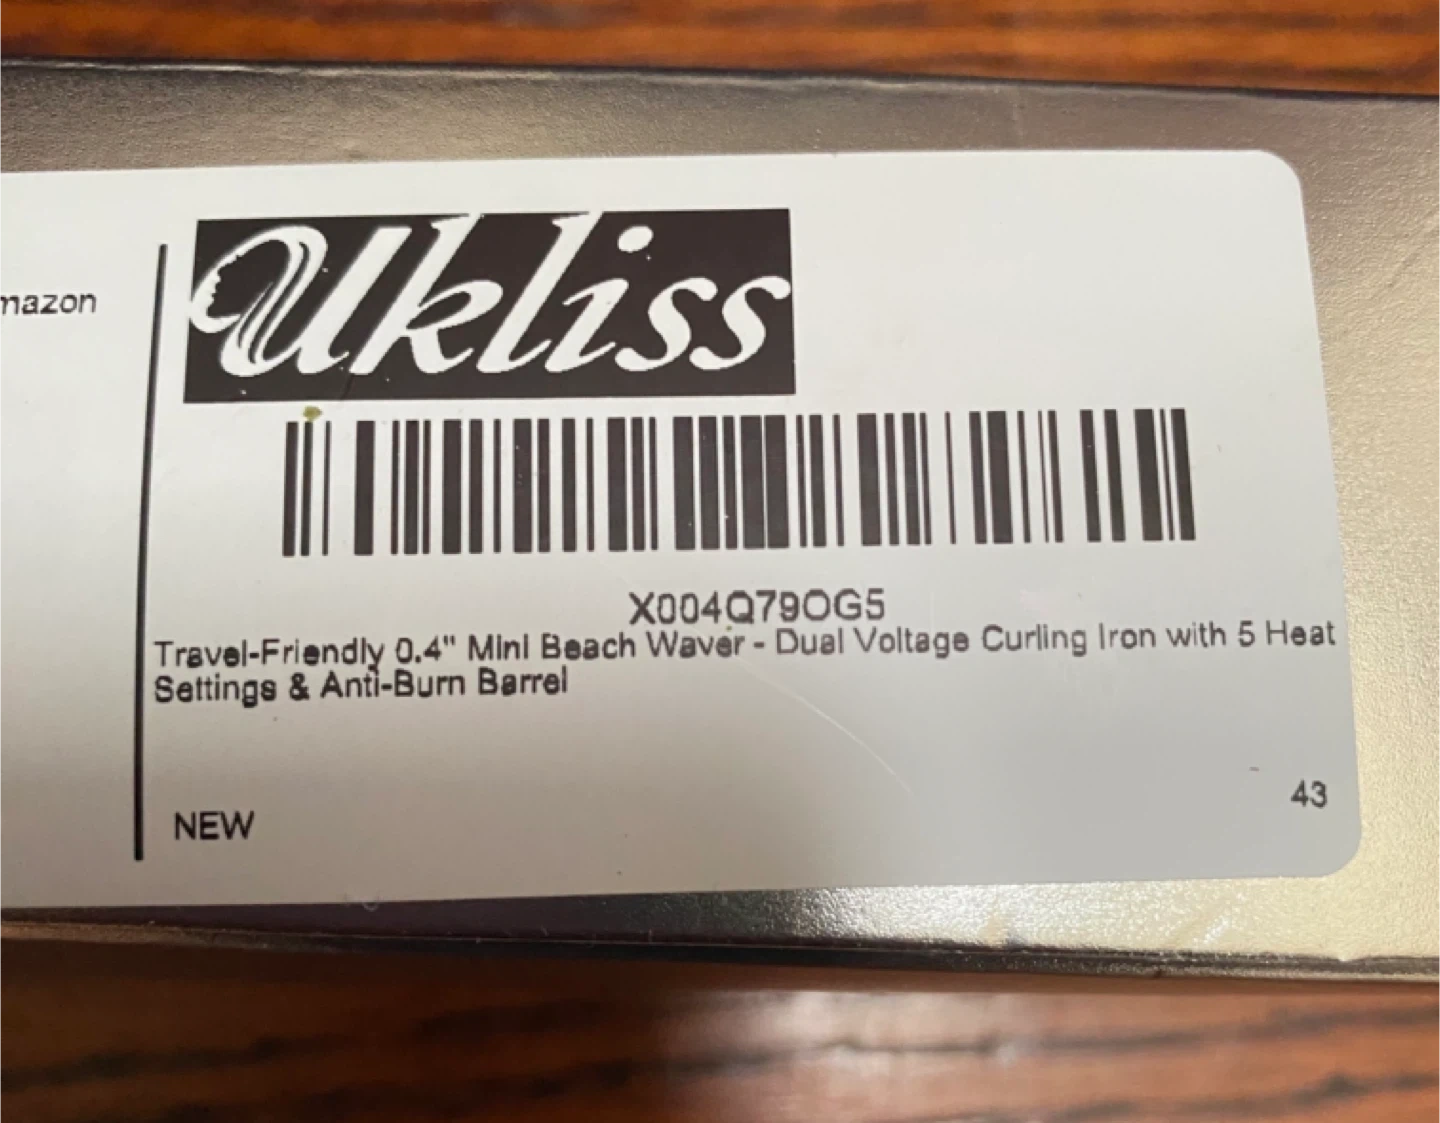 mazon
Ukliss
X004Q79OG5
Travel-Friendly 0.4" Mini Beach Waver - Dual Voltage Curling Iron with 5 Heat
Settings & Anti-Burn Barrel
NEW
43